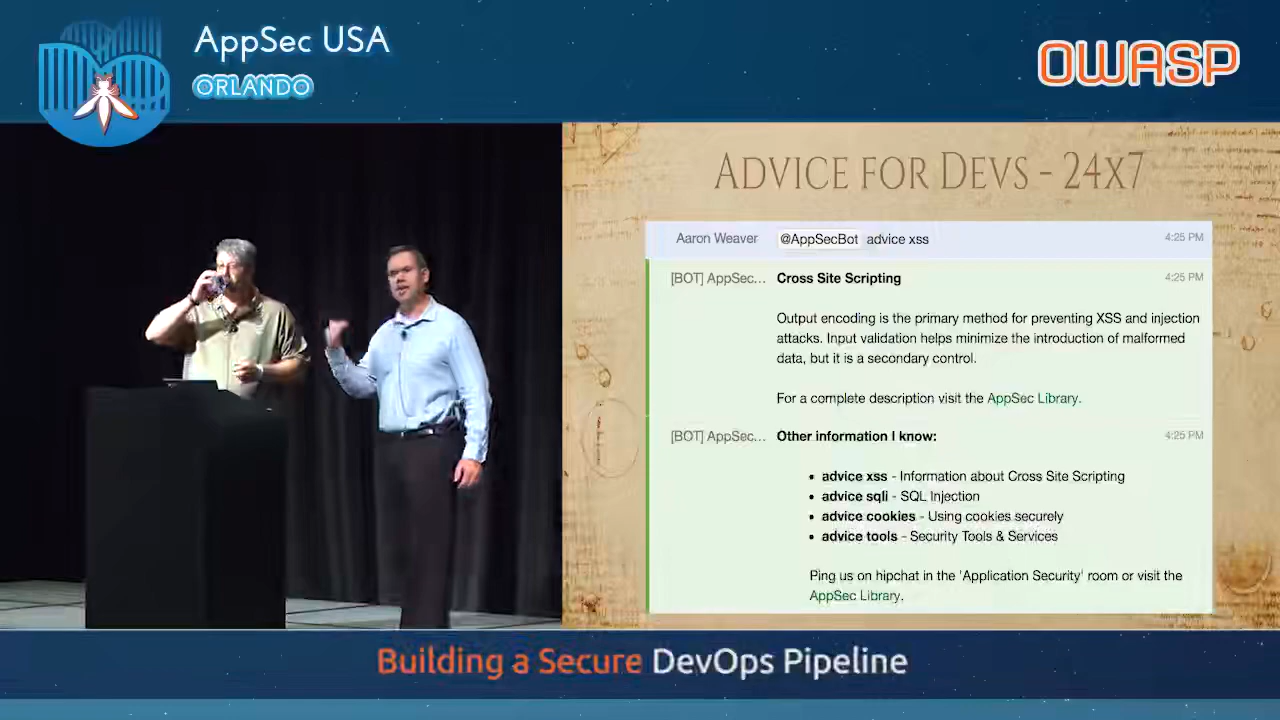 AppSec USA
ORLANDO
OWASP
ADVICE FOR DEVS - 24X7
Aaron Weaver @AppSecBot advice xss 4:25 PM
[BOT] AppSec... Cross Site Scripting 4:25 PM
Output encoding is the primary method for preventing XSS and injection
attacks. Input validation helps minimize the introduction of malformed
data, but it is a secondary control.
For a complete description visit the AppSec Library.
[BOT] AppSec... Other information I know: 4:25 PM
• advice xss - Information about Cross Site Scripting
• advice sqli - SQL Injection
• advice cookies - Using cookies securely
• advice tools - Security Tools & Services
Ping us on hipchat in the 'Application Security' room or visit the
AppSec Library.
Building a Secure DevOps Pipeline